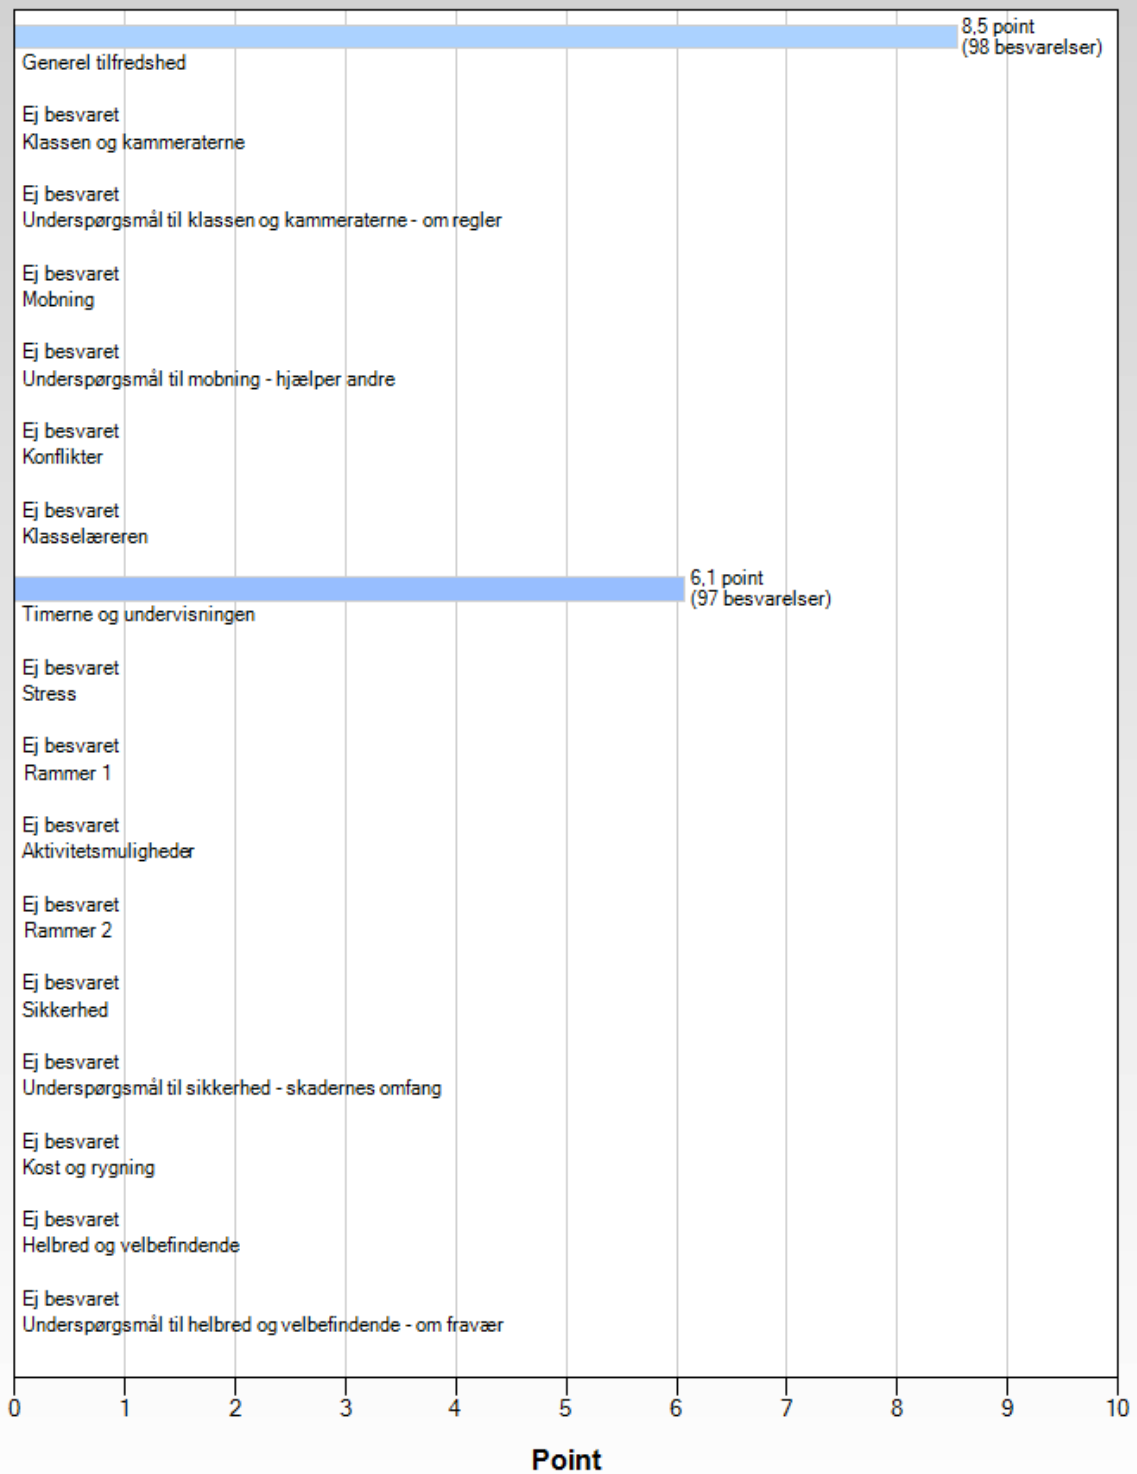 8,5 point
(98 besvarelser)
Generel tilfredshed
Ej besvaret
Klassen og kammeraterne
Ej besvaret
Underspørgsmål til klassen og kammeraterne - om regler
Ej besvaret
Mobning
Ej besvaret
Underspørgsmål til mobning - hjælper andre
Ej besvaret
Konflikter
Ej besvaret
Klasselæreren
6,1 point
(97 besvarelser)
Timerne og undervisningen
Ej besvaret
Stress
Ej besvaret
Rammer 1
Ej besvaret
Aktivitetsmuligheder
Ej besvaret
Rammer 2
Ej besvaret
Sikkerhed
Ej besvaret
Underspørgsmål til sikkerhed - skadernes omfang
Ej besvaret
Kost og rygning
Ej besvaret
Helbred og velbefindende
Ej besvaret
Underspørgsmål til helbred og velbefindende - om fravær
0 1 2 3 4 5 6 7 8 9 10
Point